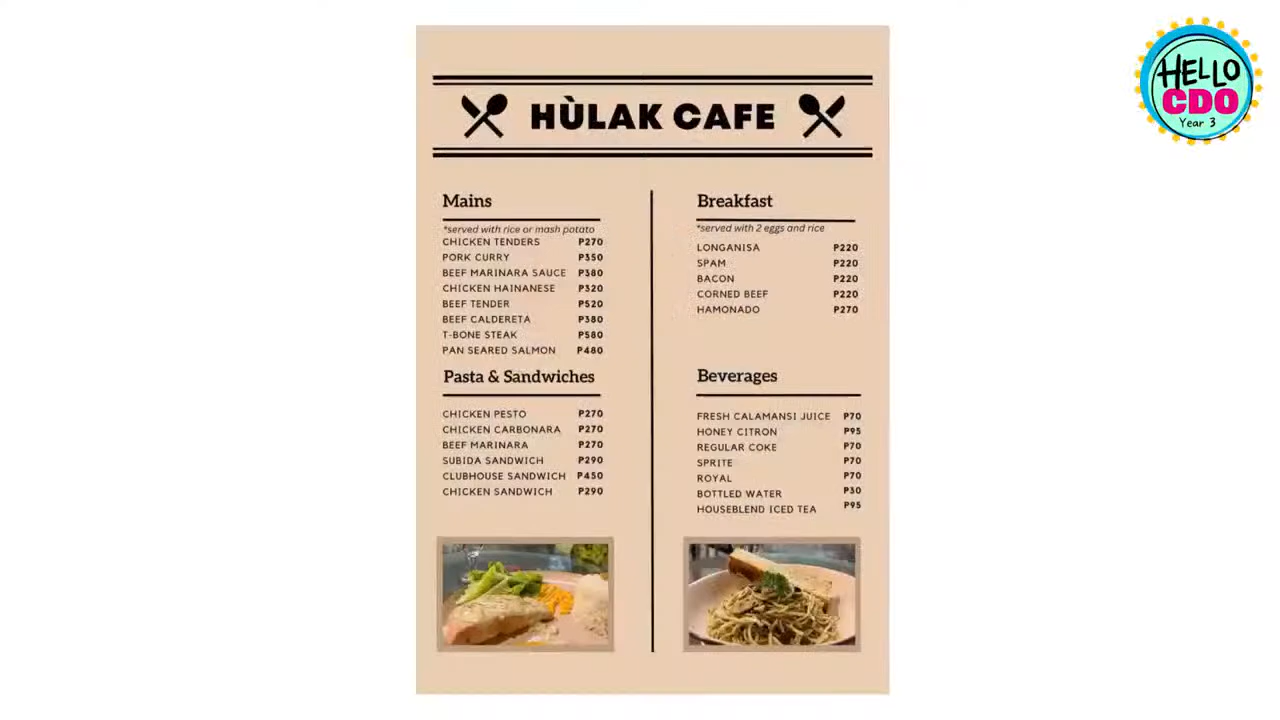 HÙLAK CAFE
Mains
*served with rice or mash potato
CHICKEN TENDERS P270
PORK CURRY P350
BEEF MARINARA SAUCE P380
CHICKEN HAINANESE P320
BEEF TENDER P520
BEEF CALDERETA P380
T-BONE STEAK P580
PAN SEARED SALMON P480
Pasta & Sandwiches
CHICKEN PESTO P270
CHICKEN CARBONARA P270
BEEF MARINARA P270
SUBIDA SANDWICH P290
CLUBHOUSE SANDWICH P450
CHICKEN SANDWICH P290
Breakfast
*served with 2 eggs and rice
LONGANISA P220
SPAM P220
BACON P220
CORNED BEEF P220
HAMONADO P270
Beverages
FRESH CALAMANSI JUICE P70
HONEY CITRON P95
REGULAR COKE P70
SPRITE P70
ROYAL P70
BOTTLED WATER P30
HOUSEBLEND ICED TEA P95
HELLO
CDO
Year 3